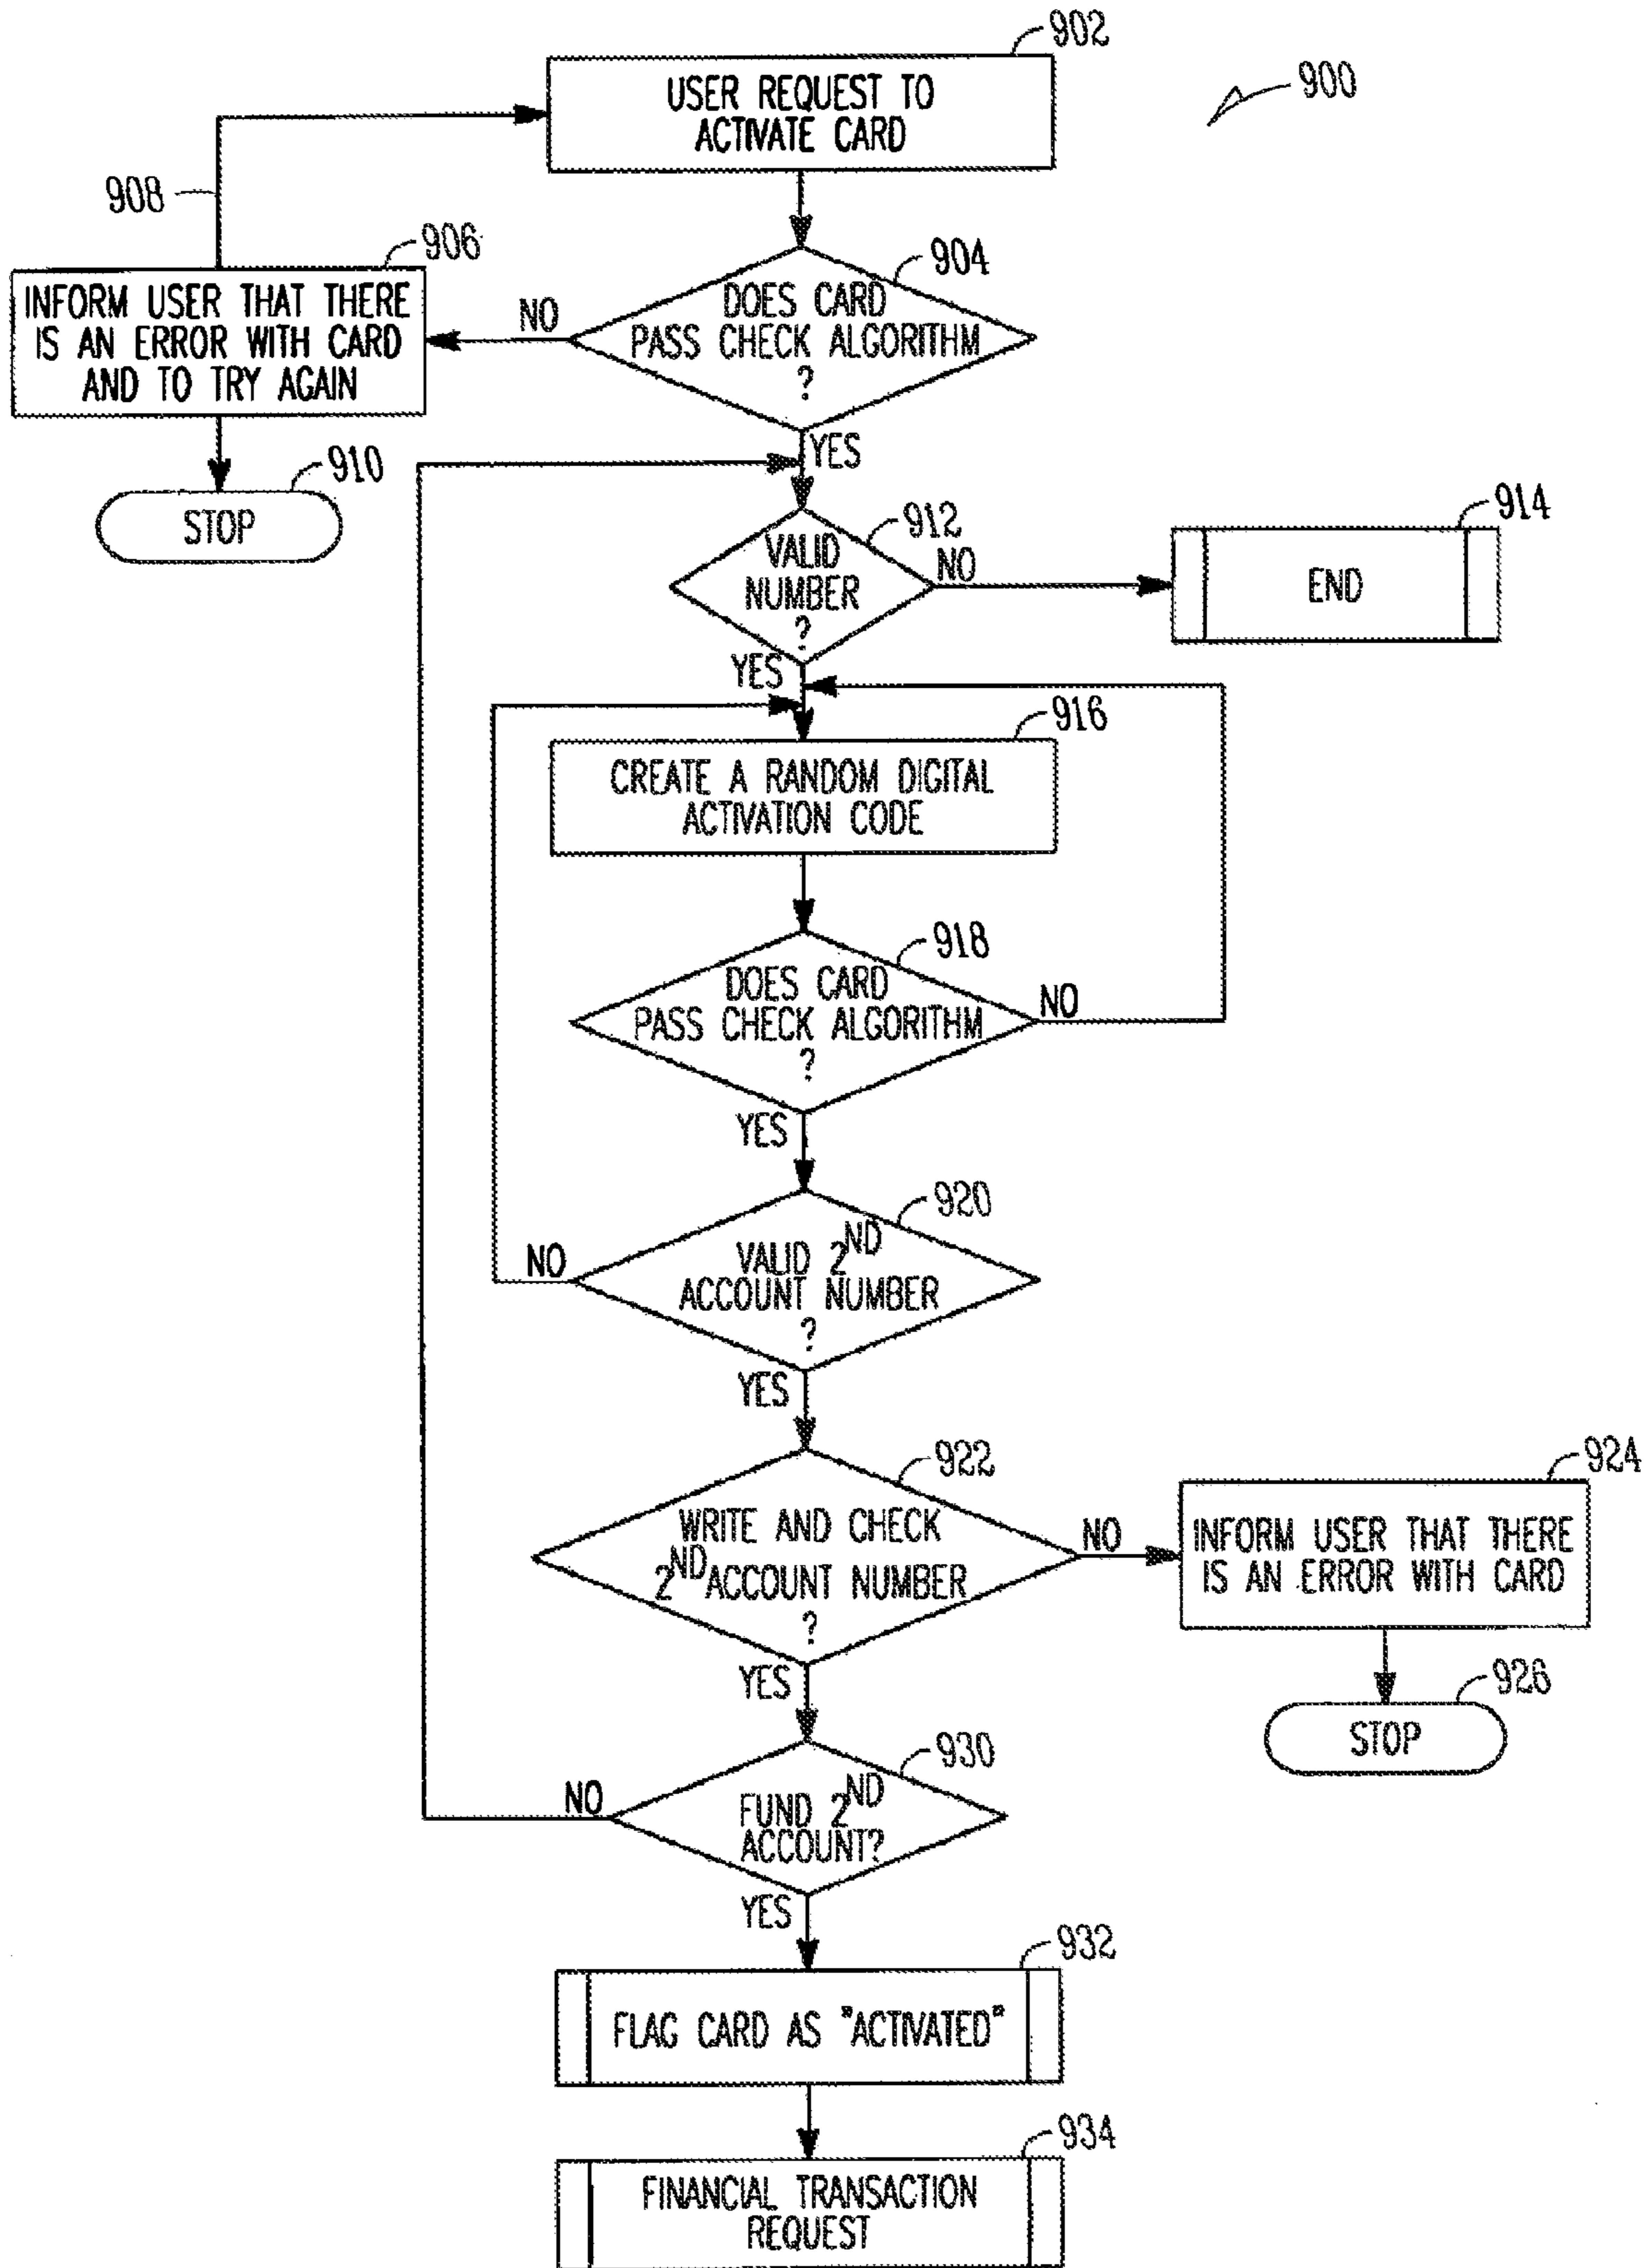 902
USER REQUEST TO
ACTIVATE CARD
900
908
906
INFORM USER THAT THERE
IS AN ERROR WITH CARD
AND TO TRY AGAIN
NO
904
DOES CARD
PASS CHECK ALGORITHM
?
YES
910
STOP
912
VALID
NUMBER
?
NO
914
END
YES
916
CREATE A RANDOM DIGITAL
ACTIVATION CODE
918
DOES CARD
PASS CHECK ALGORITHM
?
NO
YES
920
VALID 2ND
ACCOUNT NUMBER
?
NO
YES
922
WRITE AND CHECK
2ND ACCOUNT NUMBER
?
NO
924
INFORM USER THAT THERE
IS AN ERROR WITH CARD
926
STOP
YES
930
FUND 2ND
ACCOUNT?
NO
YES
932
FLAG CARD AS "ACTIVATED"
934
FINANCIAL TRANSACTION
REQUEST